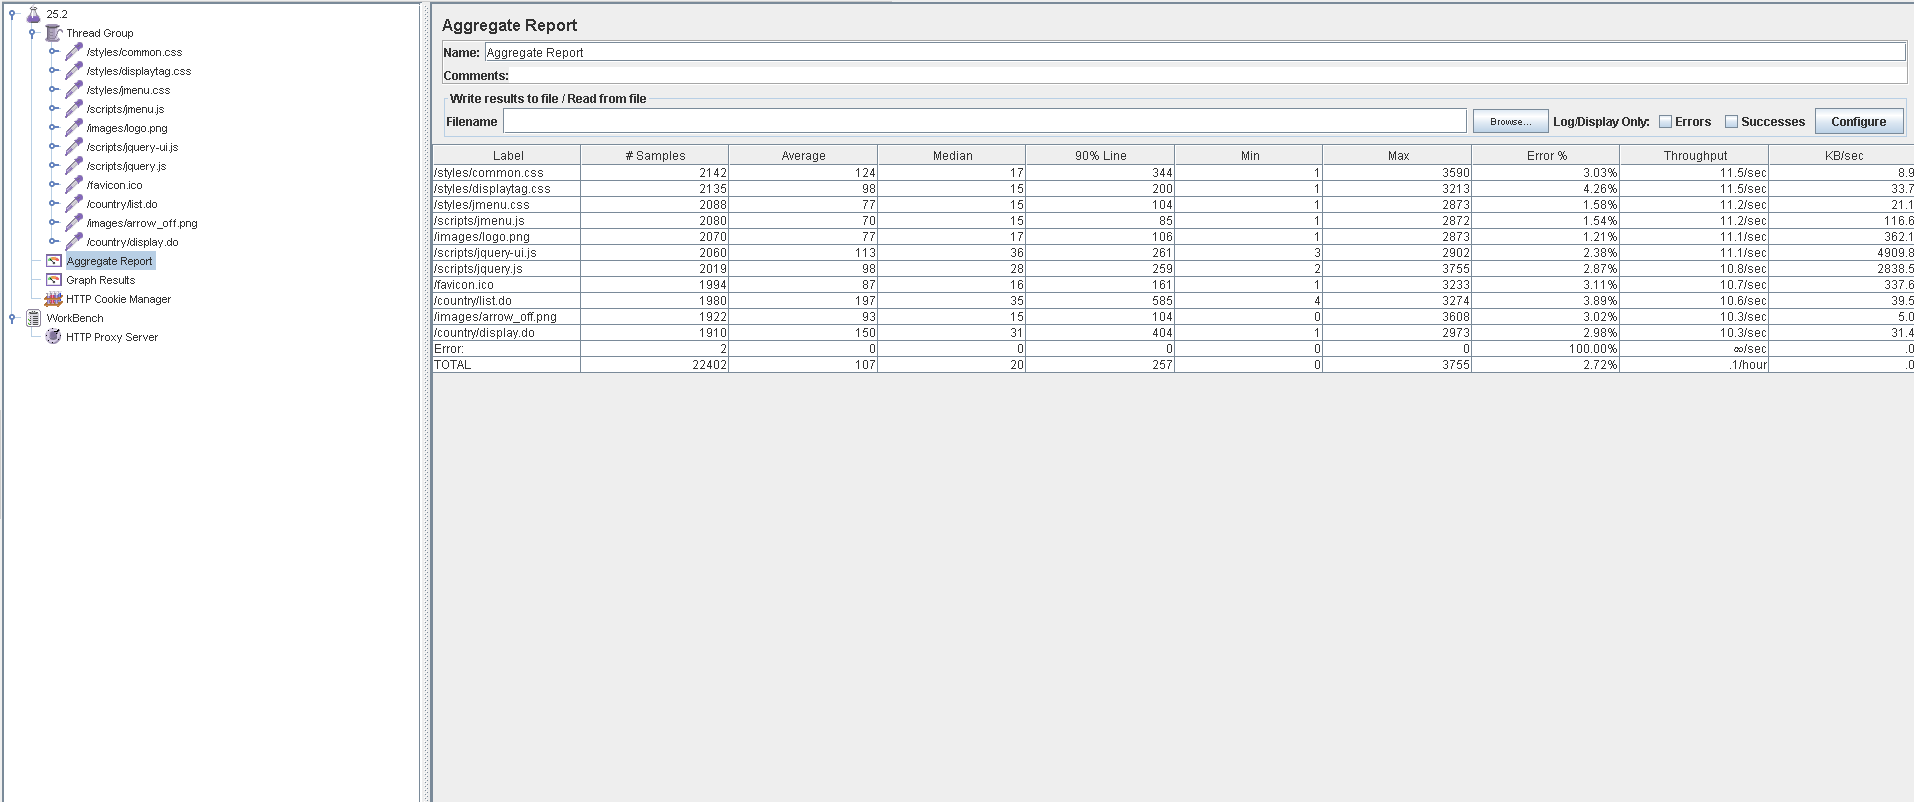 25.2
Thread Group
/styles/common.css
/styles/displaytag.css
/styles/jmenu.css
/scripts/jmenu.js
/images/logo.png
/scripts/jquery-ui.js
/scripts/jquery.js
/favicon.ico
/country/list.do
/images/arrow_off.png
/country/display.do
Aggregate Report
Graph Results
HTTP Cookie Manager
WorkBench
HTTP Proxy Server
Aggregate Report
Name: Aggregate Report
Comments:
Write results to file / Read from file
Filename Browse... Log/Display Only: Errors Successes Configure
Label # Samples Average Median 90% Line Min Max Error % Throughput KB/sec
/styles/common.css 2142 124 17 344 1 3590 3.03% 11.5/sec 8.9
/styles/displaytag.css 2135 98 15 200 1 3213 4.26% 11.5/sec 33.7
/styles/jmenu.css 2088 77 15 104 1 2873 1.58% 11.2/sec 21.1
/scripts/jmenu.js 2080 70 15 85 1 2872 1.54% 11.2/sec 116.6
/images/logo.png 2070 77 17 106 1 2873 1.21% 11.1/sec 362.1
/scripts/jquery-ui.js 2060 113 36 261 3 2902 2.38% 11.1/sec 4909.8
/scripts/jquery.js 2019 98 28 259 2 3755 2.87% 10.8/sec 2838.5
/favicon.ico 1994 87 16 161 1 3233 3.11% 10.7/sec 337.6
/country/list.do 1980 197 35 585 4 3274 3.89% 10.6/sec 39.5
/images/arrow_off.png 1922 93 15 104 0 3608 3.02% 10.3/sec 5.0
/country/display.do 1910 150 31 404 1 2973 2.98% 10.3/sec 31.4
Error: 2 0 0 0 0 0 100.00% ∞/sec .0
TOTAL 22402 107 20 257 0 3755 2.72% .1/hour .0